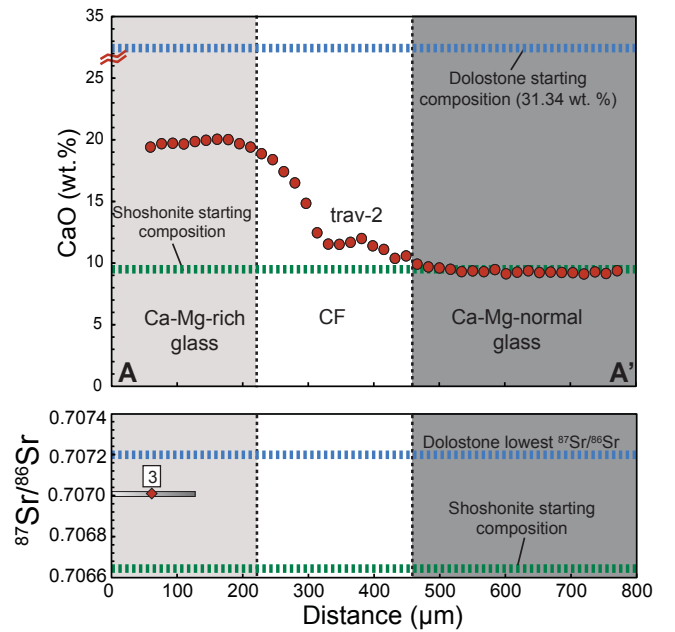 35
25
20
15
10
5
0
CaO (wt.%)
Dolostone starting
composition (31.34 wt. %)
Shoshonite starting
composition
trav-2
Ca-Mg-rich
glass
CF
Ca-Mg-normal
glass
A
A'
0.7074
0.7072
0.7070
0.7068
0.7066
⁸⁷Sr/⁸⁶Sr
Dolostone lowest ⁸⁷Sr/⁸⁶Sr
3
Shoshonite starting
composition
0
100
200
300
400
500
600
700
800
Distance (μm)